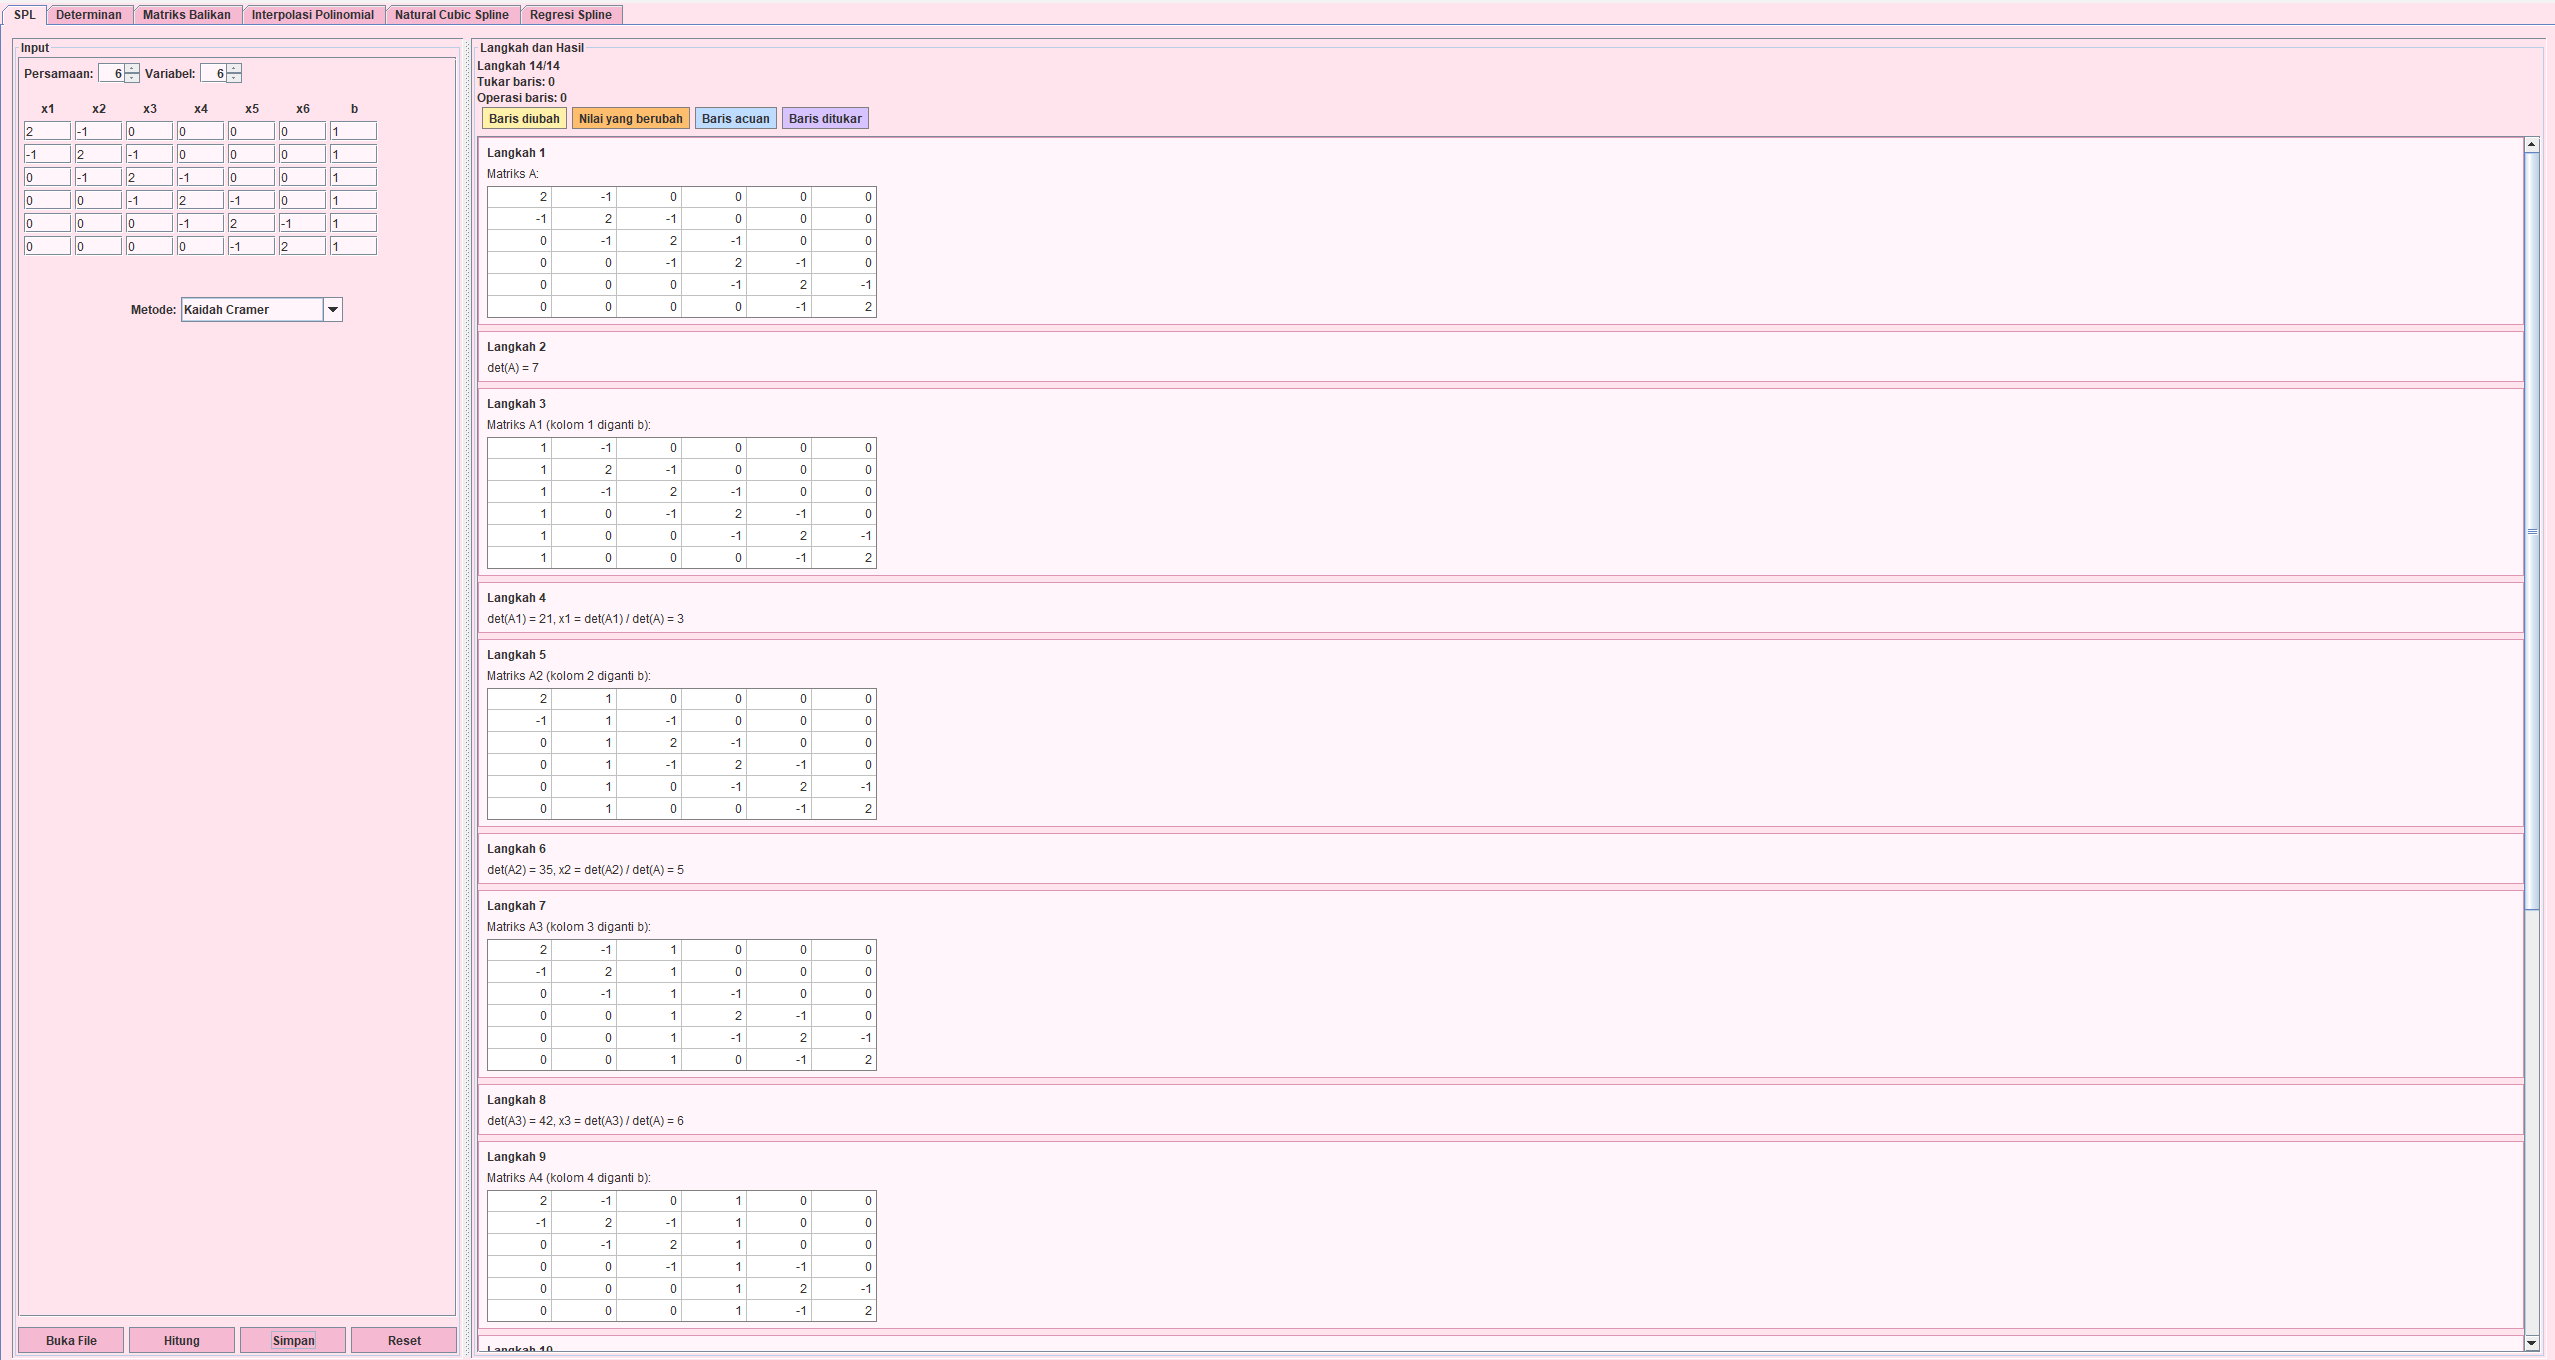 SPL Determinan Matriks Balikan Interpolasi Polinomial Natural Cubic Spline Regresi Spline
Input
Persamaan: 6 Variabel: 6
x1 x2 x3 x4 x5 x6 b
2 -1 0 0 0 0 1
-1 2 -1 0 0 0 1
0 -1 2 -1 0 0 1
0 0 -1 2 -1 0 1
0 0 0 -1 2 -1 1
0 0 0 0 -1 2 1
Metode: Kaidah Cramer
Buka File Hitung Simpan Reset
Langkah dan Hasil
Langkah 14/14
Tukar baris: 0
Operasi baris: 0
Baris diubah Nilai yang berubah Baris acuan Baris ditukar
Langkah 1
Matriks A:
2 -1 0 0 0 0
-1 2 -1 0 0 0
0 -1 2 -1 0 0
0 0 -1 2 -1 0
0 0 0 -1 2 -1
0 0 0 0 -1 2
Langkah 2
det(A) = 7
Langkah 3
Matriks A1 (kolom 1 diganti b):
1 -1 0 0 0 0
1 2 -1 0 0 0
1 -1 2 -1 0 0
1 0 -1 2 -1 0
1 0 0 -1 2 -1
1 0 0 0 -1 2
Langkah 4
det(A1) = 21, x1 = det(A1) / det(A) = 3
Langkah 5
Matriks A2 (kolom 2 diganti b):
2 1 0 0 0 0
-1 1 -1 0 0 0
0 1 2 -1 0 0
0 1 -1 2 -1 0
0 1 0 -1 2 -1
0 1 0 0 -1 2
Langkah 6
det(A2) = 35, x2 = det(A2) / det(A) = 5
Langkah 7
Matriks A3 (kolom 3 diganti b):
2 -1 1 0 0 0
-1 2 1 0 0 0
0 -1 1 -1 0 0
0 0 1 2 -1 0
0 0 1 -1 2 -1
0 0 1 0 -1 2
Langkah 8
det(A3) = 42, x3 = det(A3) / det(A) = 6
Langkah 9
Matriks A4 (kolom 4 diganti b):
2 -1 0 1 0 0
-1 2 -1 1 0 0
0 -1 2 1 0 0
0 0 -1 1 -1 0
0 0 0 1 2 -1
0 0 0 1 -1 2
Langkah 10